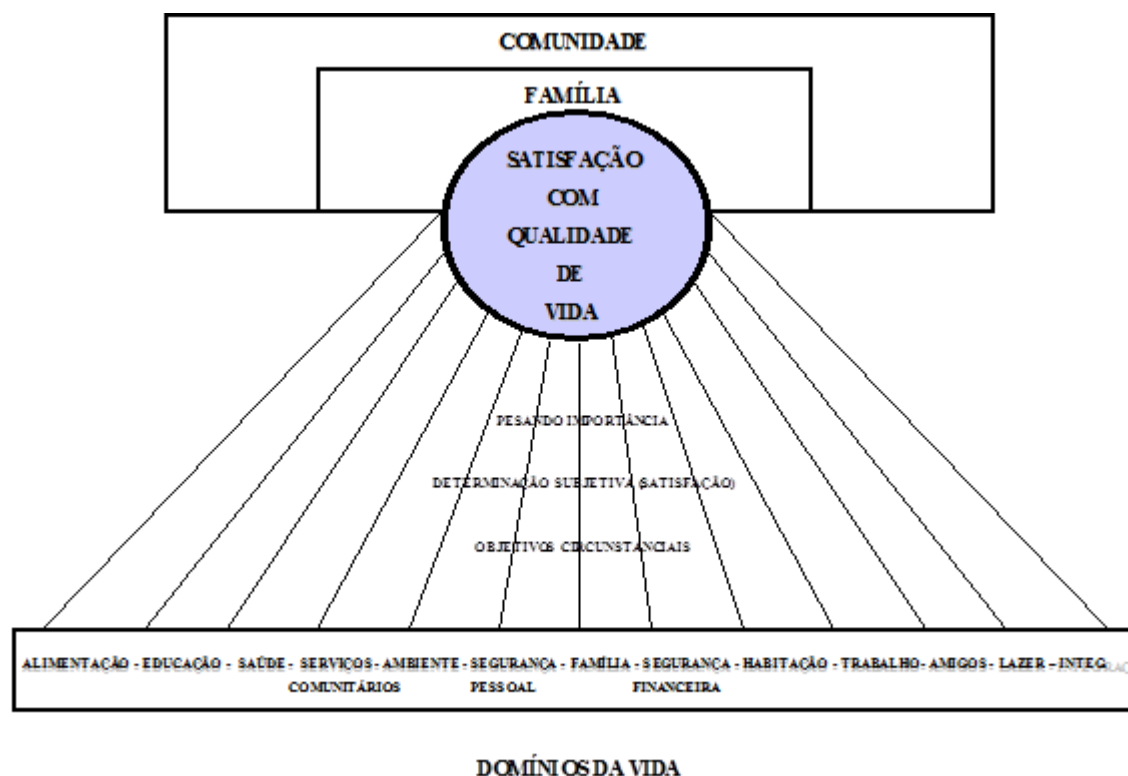 COMUNIDADE
FAMÍLIA
SATISFAÇÃO
COM
QUALIDADE
DE
VIDA
PESANDO IMPORTÂNCIA
DETERMINAÇÃO SUBJETIVA (SATISFAÇÃO)
OBJETIVOS CIRCUNSTANCIAIS
ALIMENTAÇÃO - EDUCAÇÃO - SAÚDE - SERVIÇOS - AMBIENTE - SEGURANÇA - FAMÍLIA - SEGURANÇA - HABITAÇÃO - TRABALHO - AMIGOS - LAZER - INTEGRAÇ
COMUNITÁRIOS PESSOAL FINANCEIRA
DOMÍNIOS DA VIDA